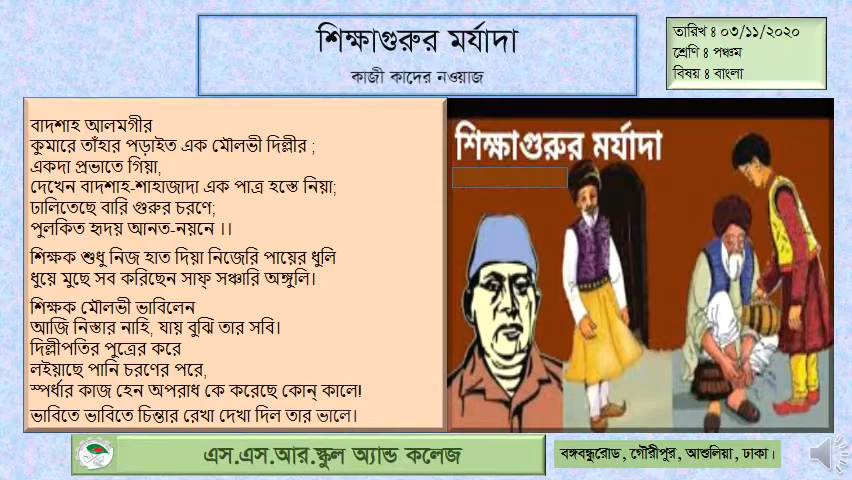 শিক্ষাগুরুর মর্যাদা
কাজী কাদের নওয়াজ
তারিখ ঃ ০৩/১১/২০২০
শ্রেণি ঃ পঞ্চম
বিষয় ঃ বাংলা
বাদশাহ আলমগীর
কুমারে তাঁহার পড়াইত এক মৌলভী দিল্লীর ;
একদা প্রভাতে গিয়া,
দেখেন বাদশাহ-শাহাজাদা এক পাত্র হস্তে নিয়া;
ঢালিতেছে বারি গুরুর চরণে;
পুলকিত হৃদয় আনত-নয়নে ।।
শিক্ষক শুধু নিজ হাত দিয়া নিজেরি পায়ের ধুলি
ধুয়ে মুছে সব করিছেন সাফ্ সঞ্চারি অঙ্গুলি।
শিক্ষক মৌলভী ভাবিলেন
আজি নিস্তার নাহি, যায় বুঝি তার সবি।
দিল্লীপতির পুত্রের করে
লইয়াছে পানি চরণের পরে,
স্পর্ধার কাজ হেন অপরাধ কে করেছে কোন্ কালে!
ভাবিতে ভাবিতে চিন্তার রেখা দেখা দিল তার ভালে।
শিক্ষাগুরুর মর্যাদা
এস.এস.আর.স্কুল অ্যান্ড কলেজ
বঙ্গবন্ধুরোড, গৌরীপুর, আশুলিয়া, ঢাকা।